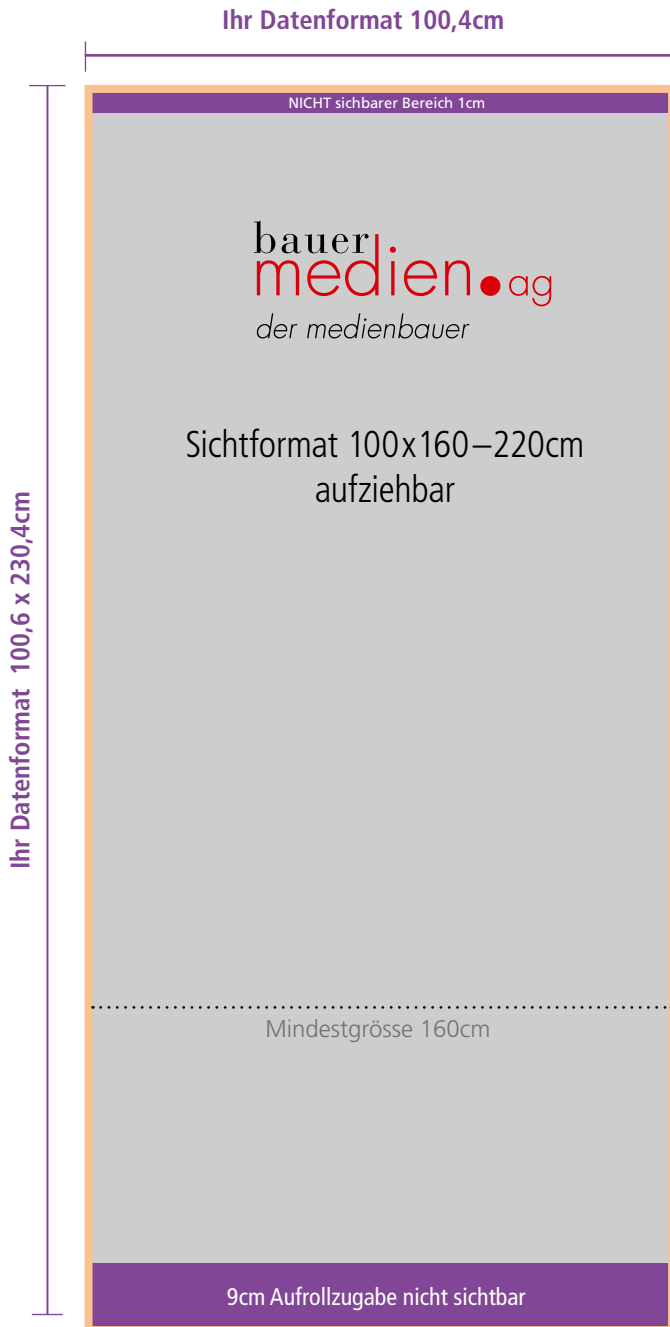 Ihr Datenformat 100,4cm
NICHT sichbarer Bereich 1cm
bauer
medien.ag
der medienbauer
Sichtformat 100x160–220cm
aufziehbar
Ihr Datenformat 100,6 x 230,4cm
Mindestgrösse 160cm
9cm Aufrollzugabe nicht sichtbar